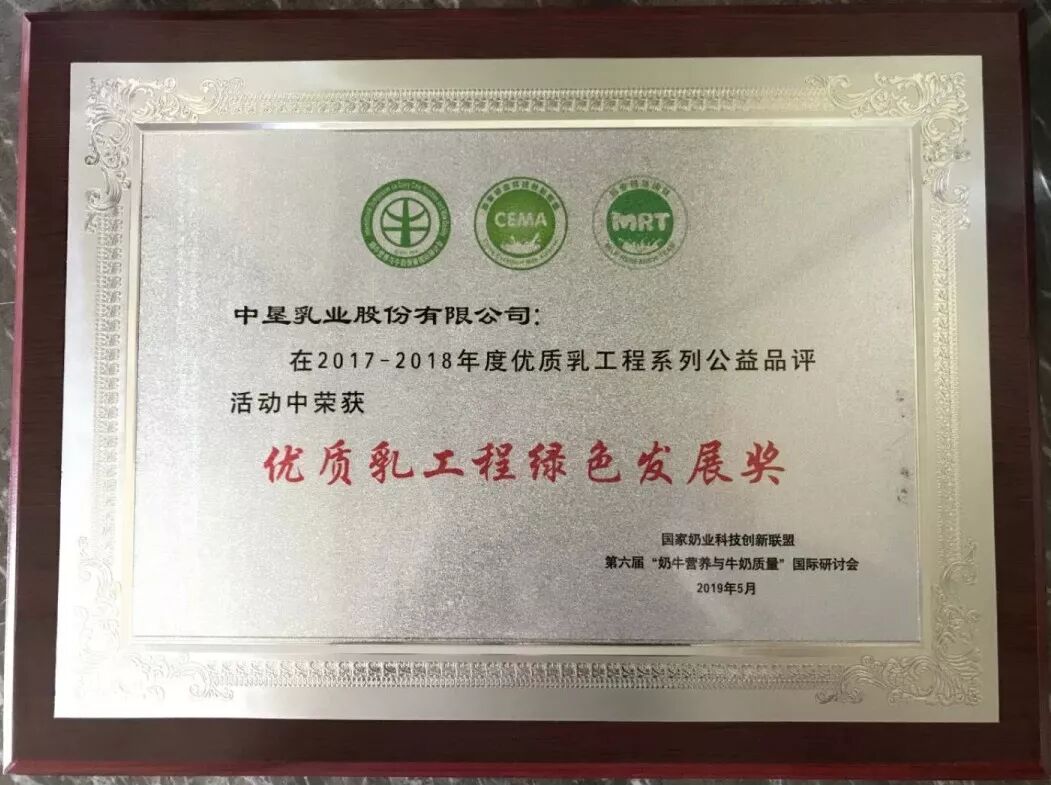 CEMA
MRT
中垦乳业股份有限公司:
在2017-2018年度优质乳工程系列公益品评
活动中荣获
优质乳工程绿色发展奖
国家奶业科技创新联盟
第六届“奶牛营养与牛奶质量”国际研讨会
2019年5月